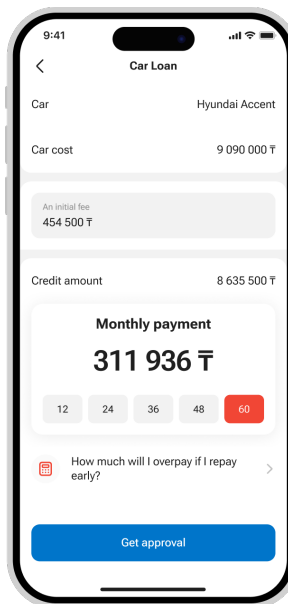 9:41
Car Loan
Car Hyundai Accent
Car cost 9 090 000 ₸
An initial fee
454 500 ₸
Credit amount 8 635 500 ₸
Monthly payment
311 936 ₸
12 24 36 48 60
How much will I overpay if I repay
early?
Get approval